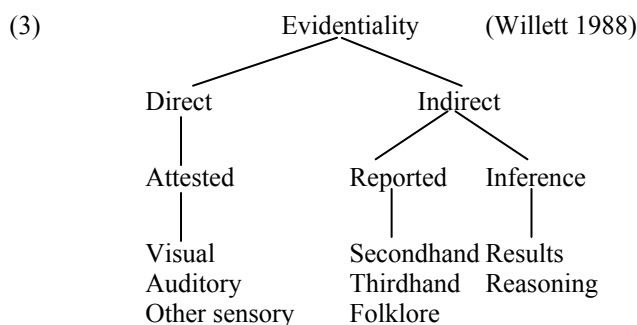 (3) Evidentiality (Willett 1988)
Direct Indirect
Attested Reported Inference
Visual Secondhand Results
Auditory Thirdhand Reasoning
Other sensory Folklore